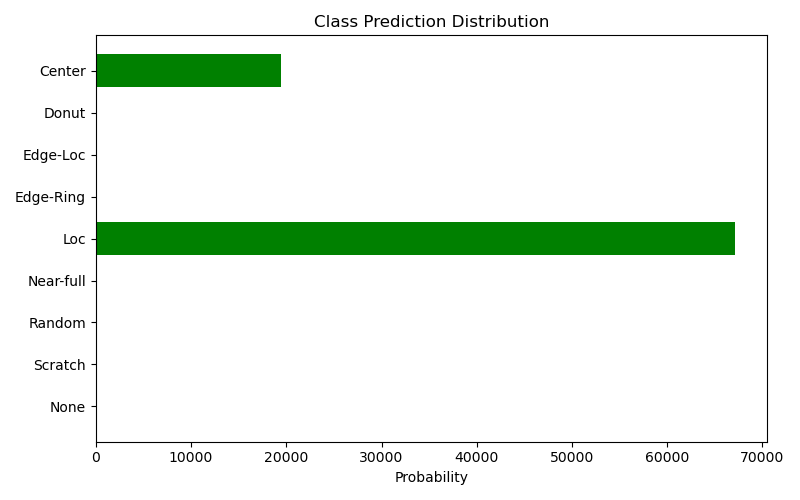 Class Prediction Distribution
Center
Donut
Edge-Loc
Edge-Ring
Loc
Near-full
Random
Scratch
None
0 10000 20000 30000 40000 50000 60000 70000
Probability